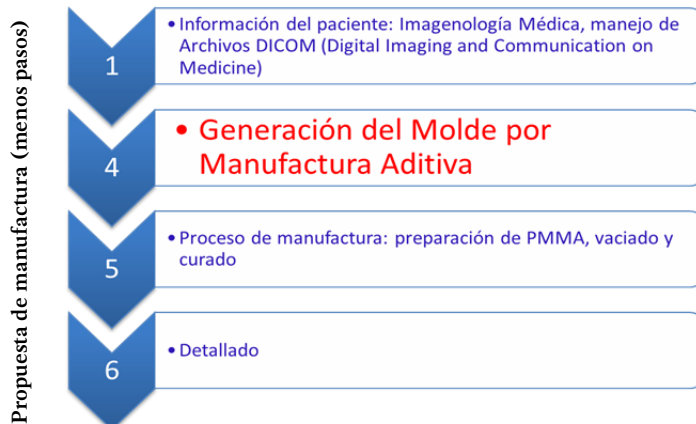 Propuesta de manufactura (menos pasos)
1
• Información del paciente: Imagenología Médica, manejo de
Archivos DICOM (Digital Imaging and Communication on
Medicine)
4
• Generación del Molde por
Manufactura Aditiva
5
• Proceso de manufactura: preparación de PMMA, vaciado y
curado
6
• Detallado